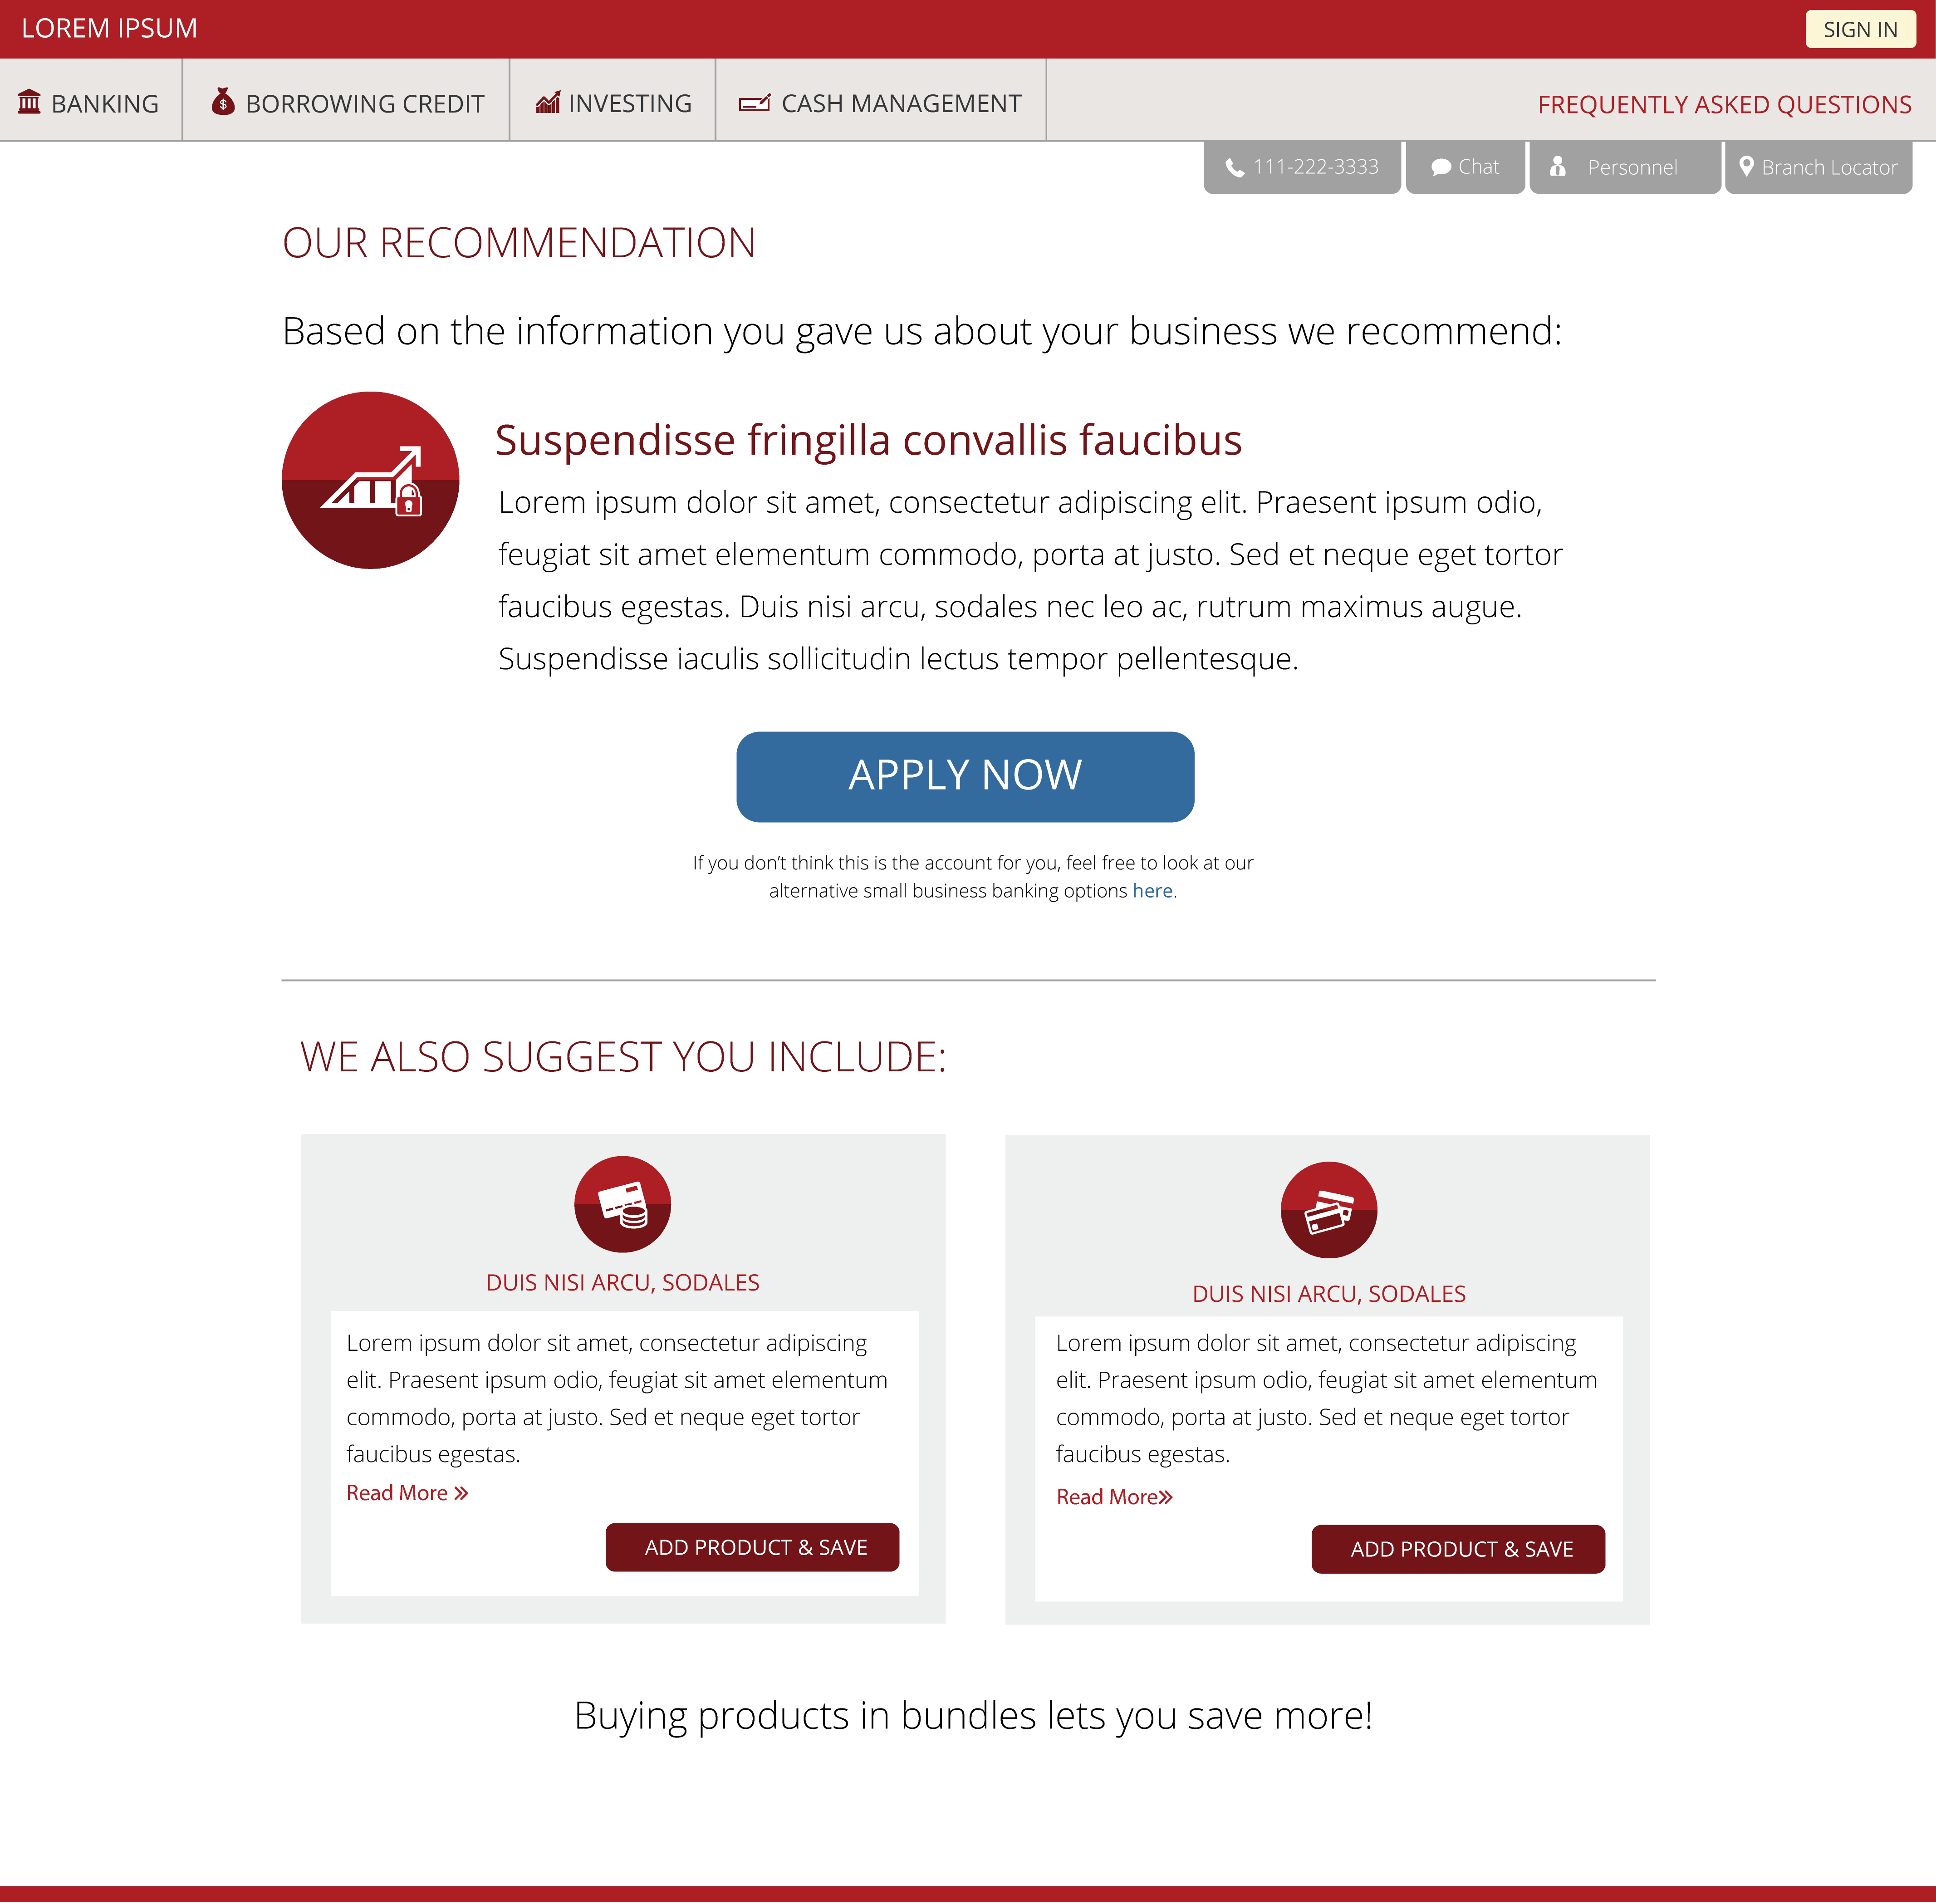 LOREM IPSUM
SIGN IN
BANKING
BORROWING CREDIT
INVESTING
CASH MANAGEMENT
FREQUENTLY ASKED QUESTIONS
111-222-3333
Chat
Personnel
Branch Locator
OUR RECOMMENDATION
Based on the information you gave us about your business we recommend:
Suspendisse fringilla convallis faucibus
Lorem ipsum dolor sit amet, consectetur adipiscing elit. Praesent ipsum odio,
feugiat sit amet elementum commodo, porta at justo. Sed et neque eget tortor
faucibus egestas. Duis nisi arcu, sodales nec leo ac, rutrum maximus augue.
Suspendisse iaculis sollicitudin lectus tempor pellentesque.
APPLY NOW
If you don’t think this is the account for you, feel free to look at our
alternative small business banking options here.
WE ALSO SUGGEST YOU INCLUDE:
DUIS NISI ARCU, SODALES
Lorem ipsum dolor sit amet, consectetur adipiscing
elit. Praesent ipsum odio, feugiat sit amet elementum
commodo, porta at justo. Sed et neque eget tortor
faucibus egestas.
Read More »
ADD PRODUCT & SAVE
DUIS NISI ARCU, SODALES
Lorem ipsum dolor sit amet, consectetur adipiscing
elit. Praesent ipsum odio, feugiat sit amet elementum
commodo, porta at justo. Sed et neque eget tortor
faucibus egestas.
Read More»
ADD PRODUCT & SAVE
Buying products in bundles lets you save more!